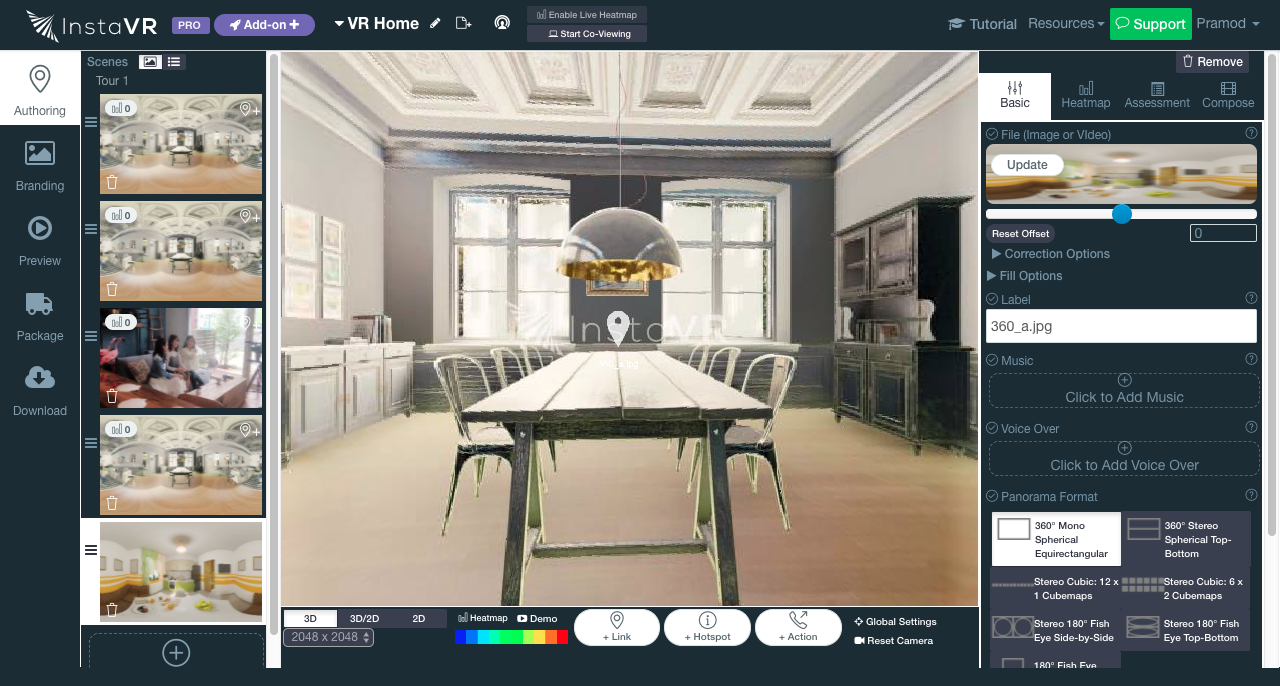 InstaVR
PRO
Add-on
VR Home
Enable Live Heatmap
Start Co-Viewing
Tutorial
Resources
Support
Pramod
Authoring
Branding
Preview
Package
Download
Scenes
Tour 1
0
0
0
0
InstaVR
3D
3D/2D
2D
2048 x 2048
Heatmap
Demo
+ Link
+ Hotspot
+ Action
Global Settings
Reset Camera
Remove
Basic
Heatmap
Assessment
Compose
File (Image or VIdeo)
Update
Reset Offset
0
Correction Options
Fill Options
Label
360_a.jpg
Music
Click to Add Music
Voice Over
Click to Add Voice Over
Panorama Format
360° Mono
Spherical
Equirectangular
360° Stereo
Spherical Top-
Bottom
Stereo Cubic: 12 x
1 Cubemaps
Stereo Cubic: 6 x
2 Cubemaps
Stereo 180° Fish
Eye Side-by-Side
Stereo 180° Fish
Eye Top-Bottom
180° Fish Eye